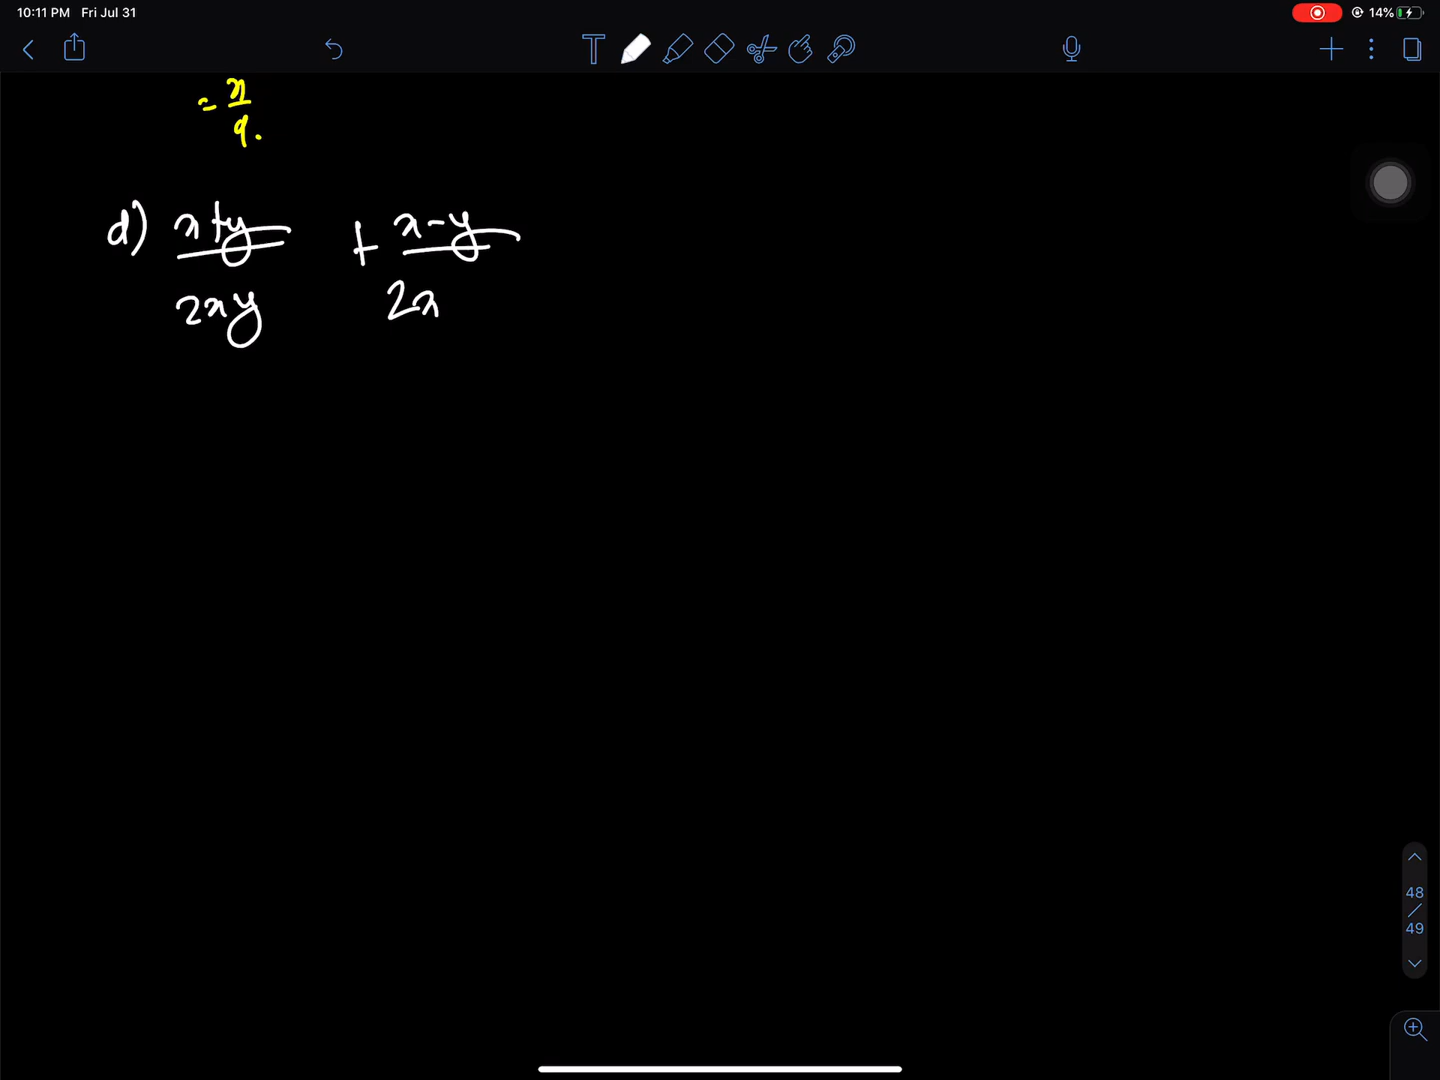 10:11 PM Fri Jul 31
14%
T
= x
9.
d) x+y + x-y
2xy 2x
48
49